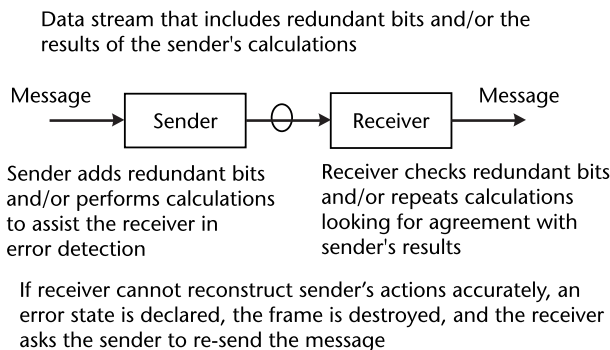 Data stream that includes redundant bits and/or the
results of the sender's calculations
Message
Sender
Receiver
Message
Sender adds redundant bits
and/or performs calculations
to assist the receiver in
error detection
Receiver checks redundant bits
and/or repeats calculations
looking for agreement with
sender's results
If receiver cannot reconstruct sender’s actions accurately, an
error state is declared, the frame is destroyed, and the receiver
asks the sender to re-send the message